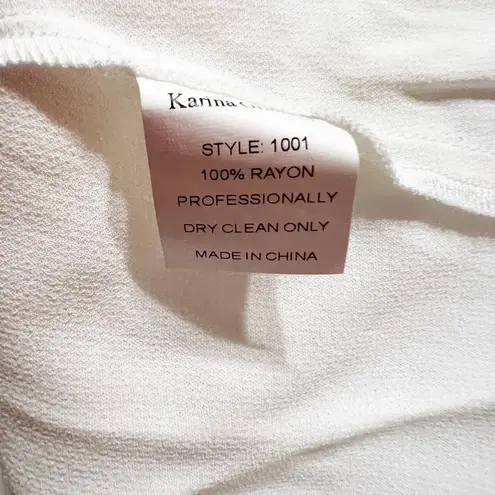 Karina
STYLE: 1001
100% RAYON
PROFESSIONALLY
DRY CLEAN ONLY
MADE IN CHINA